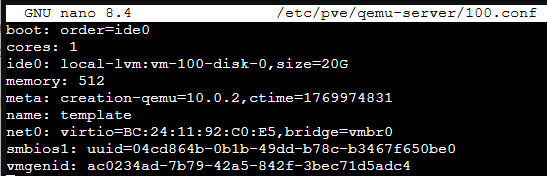 GNU nano 8.4 /etc/pve/qemu-server/100.conf
boot: order=ide0
cores: 1
ide0: local-lvm:vm-100-disk-0,size=20G
memory: 512
meta: creation-qemu=10.0.2,ctime=1769974831
name: template
net0: virtio=BC:24:11:92:C0:E5,bridge=vmbr0
smbios1: uuid=04cd864b-0b1b-49dd-b78c-b3467f650be0
vmgenid: ac0234ad-7b79-42a5-842f-3bec71d5adc4